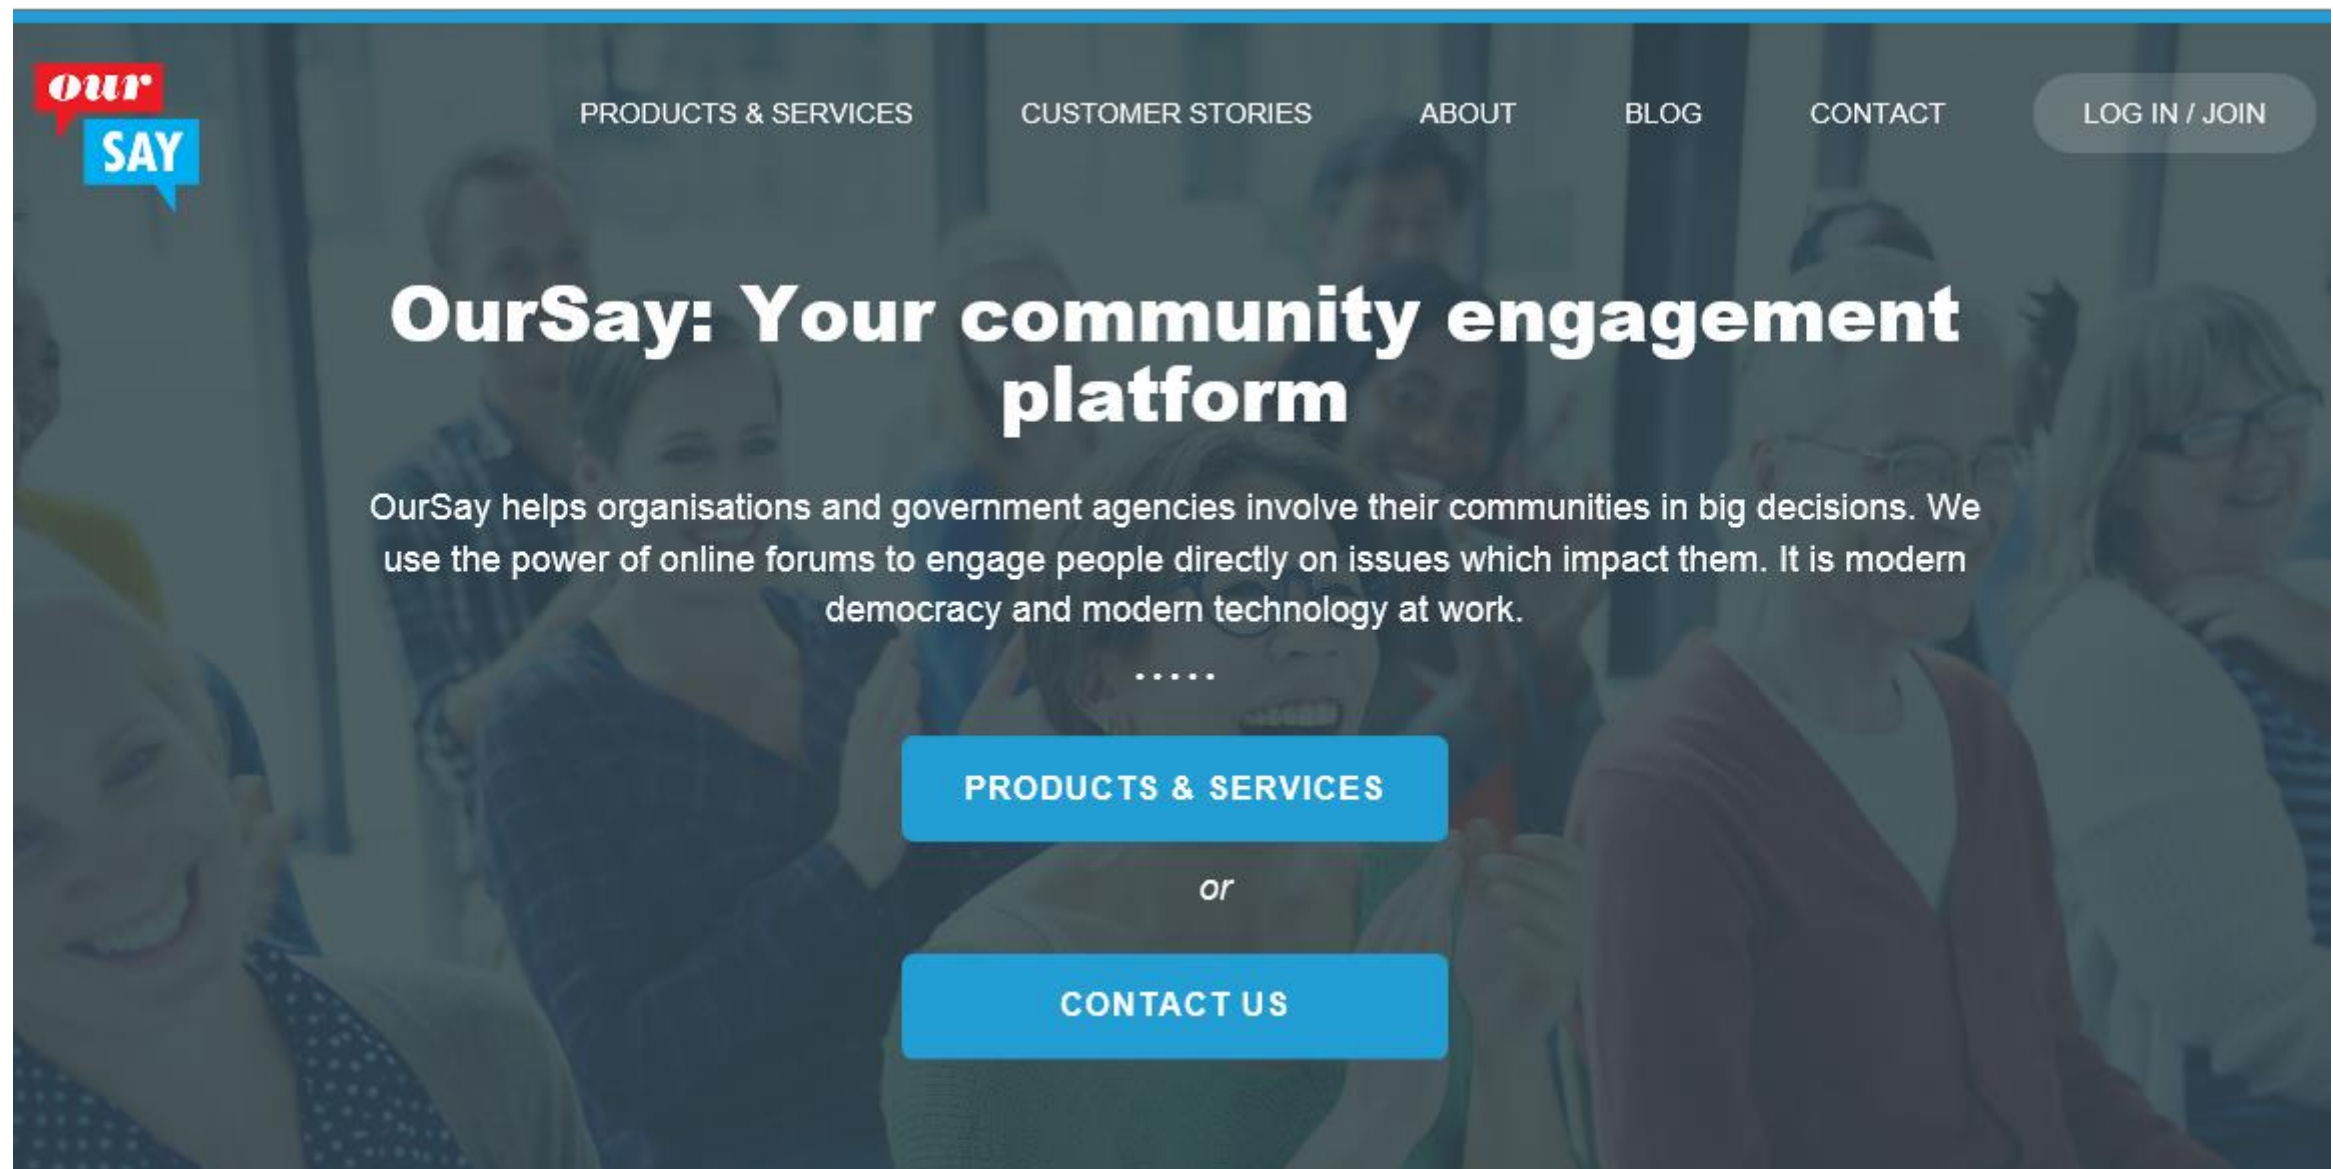 our
SAY
PRODUCTS & SERVICES CUSTOMER STORIES ABOUT BLOG CONTACT LOG IN / JOIN
OurSay: Your community engagement
platform
OurSay helps organisations and government agencies involve their communities in big decisions. We
use the power of online forums to engage people directly on issues which impact them. It is modern
democracy and modern technology at work.
.....
PRODUCTS & SERVICES
or
CONTACT US